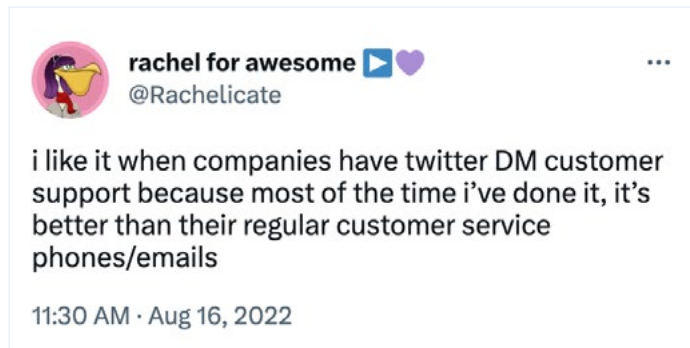 rachel for awesome ▶️💜
@Rachelicate
i like it when companies have twitter DM customer
support because most of the time i’ve done it, it’s
better than their regular customer service
phones/emails
11:30 AM · Aug 16, 2022